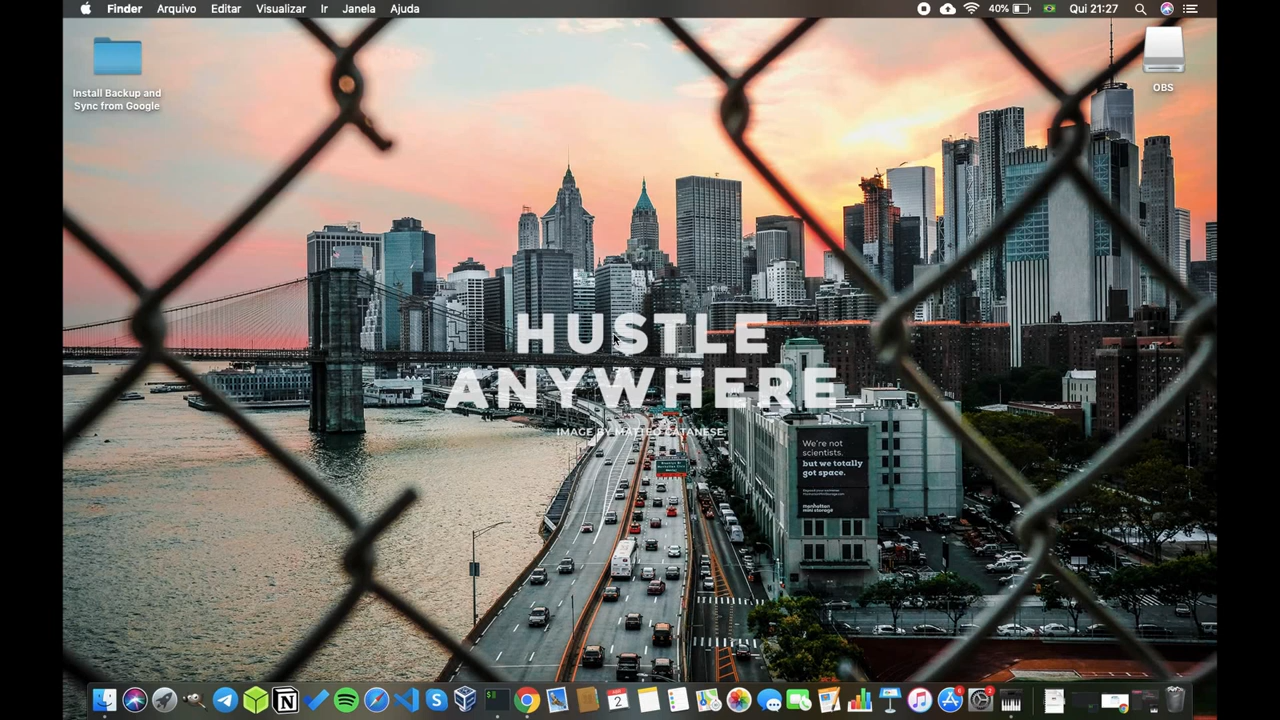 Finder Arquivo Editar Visualizar Ir Janela Ajuda 40% Qui 21:27
Install Backup and
Sync from Google
OBS
HUSTLE
ANYWHERE
IMAGE BY MATTEO CATANESE.
We're not
scientists.
but we totally
got space.
manhattan
mini storage
2